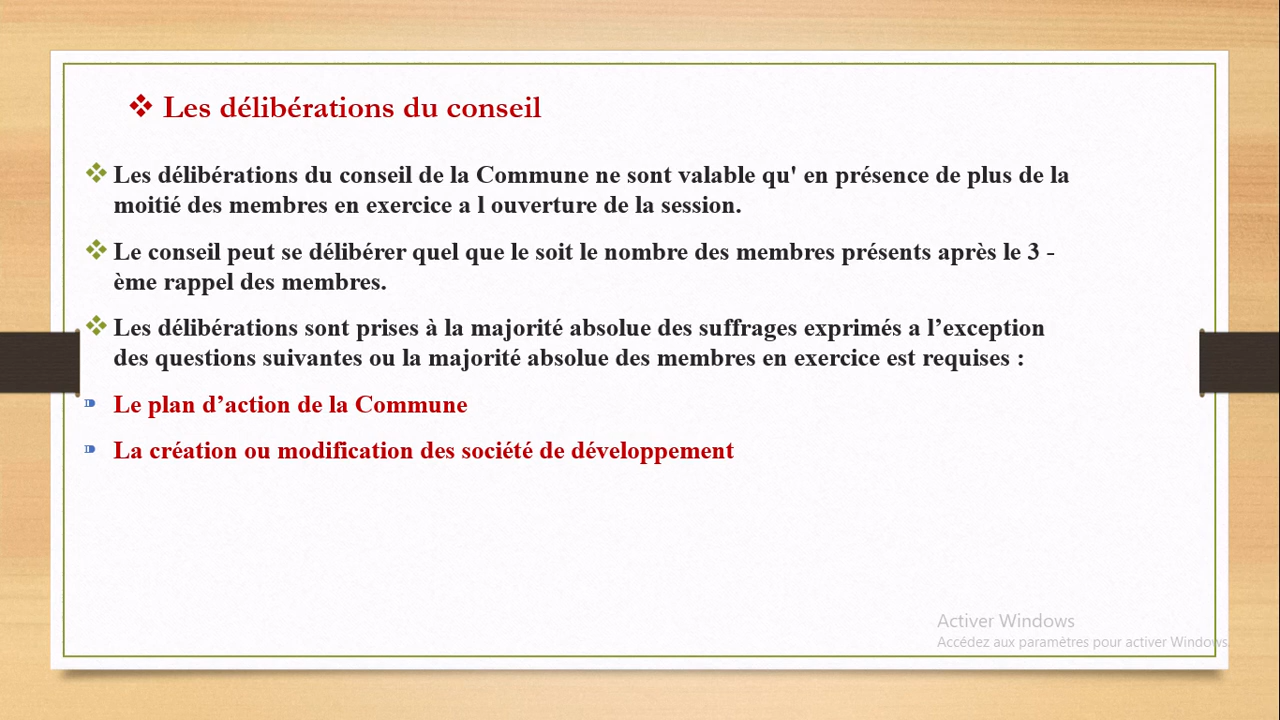 Les délibérations du conseil
Les délibérations du conseil de la Commune ne sont valable qu' en présence de plus de la
moitié des membres en exercice a l ouverture de la session.
Le conseil peut se délibérer quel que le soit le nombre des membres présents après le 3 -
ème rappel des membres.
Les délibérations sont prises à la majorité absolue des suffrages exprimés a l’exception
des questions suivantes ou la majorité absolue des membres en exercice est requises :
Le plan d’action de la Commune
La création ou modification des société de développement
Activer Windows
Accédez aux paramètres pour activer Windows.